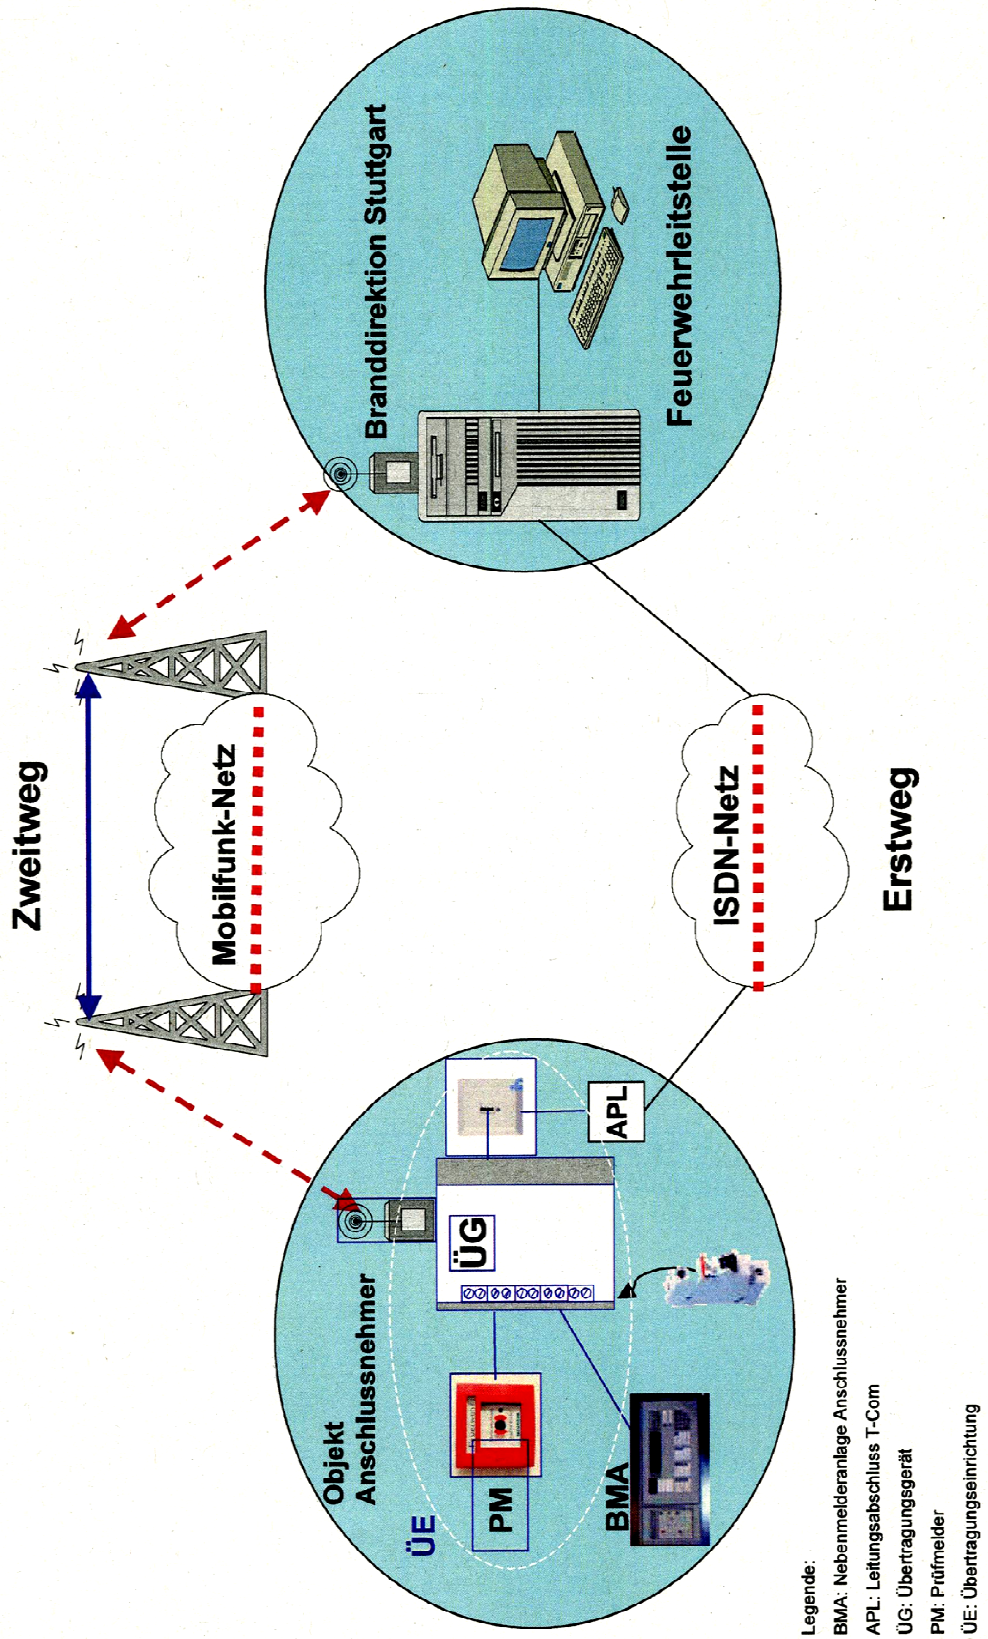 Zweitweg
Mobilfunk-Netz
Objekt
Anschlussnehmer
ÜE
PM
BMA
ÜG
APL
ISDN-Netz
Erstweg
Branddirektion Stuttgart
Feuerwehrleitstelle
Legende:
BMA: Nebenmelderanlage Anschlussnehmer
APL: Leitungsabschluss T-Com
ÜG: Übertragungsgerät
PM: Prüfmelder
ÜE: Übertragungseinrichtung